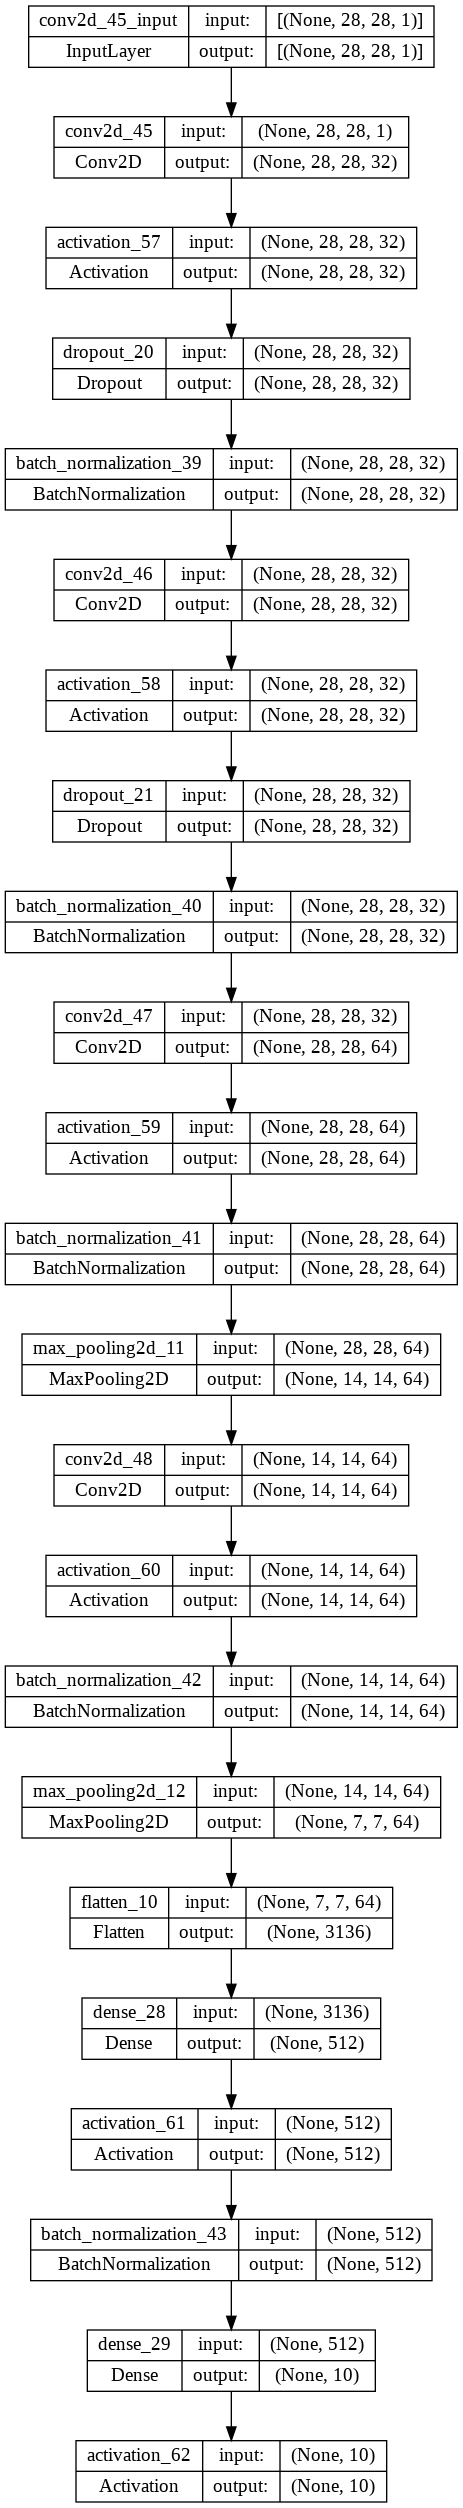 conv2d_45_input input: [(None, 28, 28, 1)]
InputLayer output: [(None, 28, 28, 1)]
conv2d_45 input: (None, 28, 28, 1)
Conv2D output: (None, 28, 28, 32)
activation_57 input: (None, 28, 28, 32)
Activation output: (None, 28, 28, 32)
dropout_20 input: (None, 28, 28, 32)
Dropout output: (None, 28, 28, 32)
batch_normalization_39 input: (None, 28, 28, 32)
BatchNormalization output: (None, 28, 28, 32)
conv2d_46 input: (None, 28, 28, 32)
Conv2D output: (None, 28, 28, 32)
activation_58 input: (None, 28, 28, 32)
Activation output: (None, 28, 28, 32)
dropout_21 input: (None, 28, 28, 32)
Dropout output: (None, 28, 28, 32)
batch_normalization_40 input: (None, 28, 28, 32)
BatchNormalization output: (None, 28, 28, 32)
conv2d_47 input: (None, 28, 28, 32)
Conv2D output: (None, 28, 28, 64)
activation_59 input: (None, 28, 28, 64)
Activation output: (None, 28, 28, 64)
batch_normalization_41 input: (None, 28, 28, 64)
BatchNormalization output: (None, 28, 28, 64)
max_pooling2d_11 input: (None, 28, 28, 64)
MaxPooling2D output: (None, 14, 14, 64)
conv2d_48 input: (None, 14, 14, 64)
Conv2D output: (None, 14, 14, 64)
activation_60 input: (None, 14, 14, 64)
Activation output: (None, 14, 14, 64)
batch_normalization_42 input: (None, 14, 14, 64)
BatchNormalization output: (None, 14, 14, 64)
max_pooling2d_12 input: (None, 14, 14, 64)
MaxPooling2D output: (None, 7, 7, 64)
flatten_10 input: (None, 7, 7, 64)
Flatten output: (None, 3136)
dense_28 input: (None, 3136)
Dense output: (None, 512)
activation_61 input: (None, 512)
Activation output: (None, 512)
batch_normalization_43 input: (None, 512)
BatchNormalization output: (None, 512)
dense_29 input: (None, 512)
Dense output: (None, 10)
activation_62 input: (None, 10)
Activation output: (None, 10)